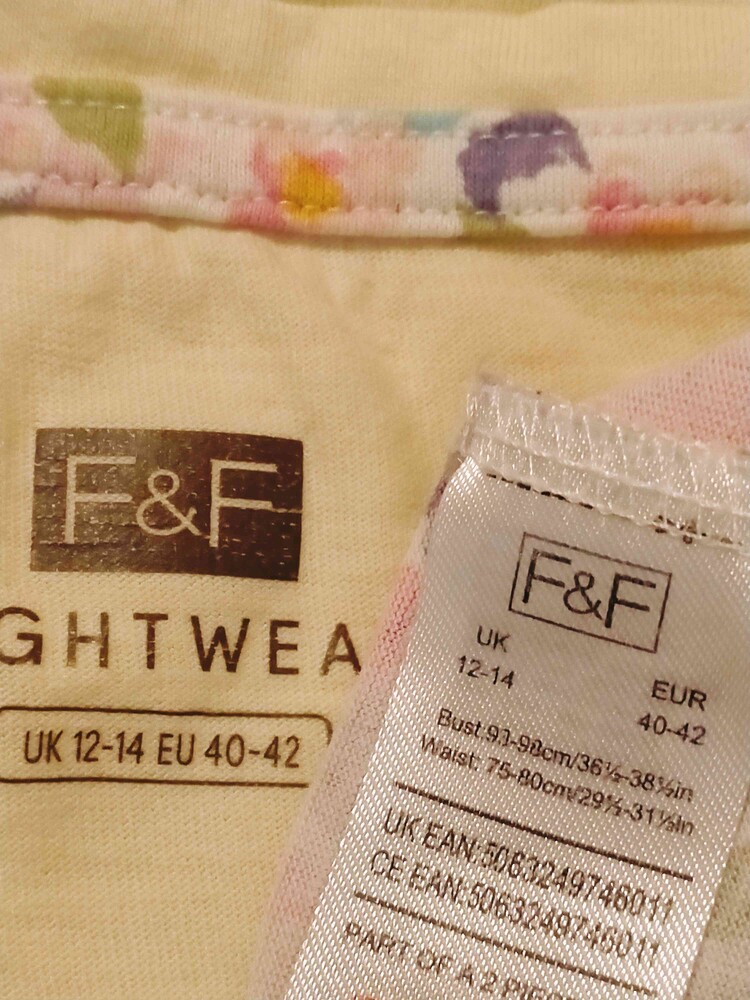 F&F
GHTWEA
UK 12-14 EU 40-42
F&F
UK
12-14
EUR
40-42
Bust 93-98cm/36½-38½in
Waist: 75-80cm/29½-31½in
UK EAN:5063249746011
CE EAN:5063249746011
PART OF A 2 PIEC